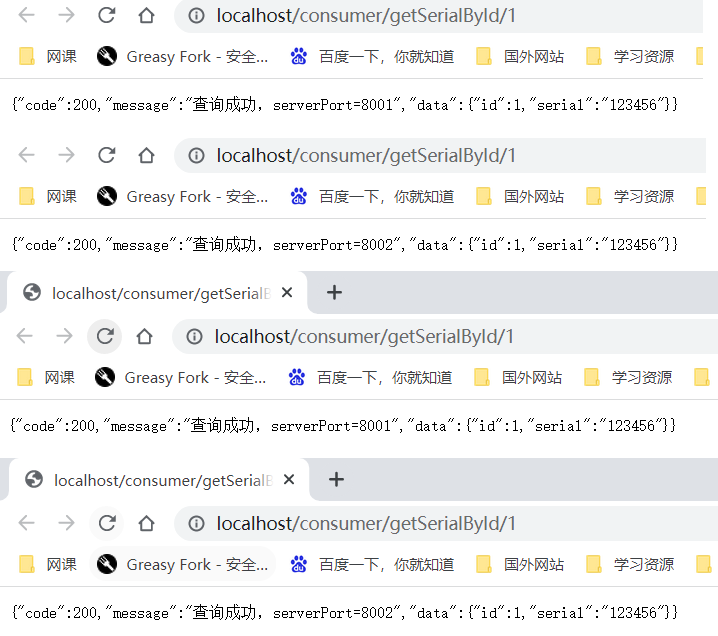 localhost/consumer/getSerialById/1
网课 Greasy Fork - 安全... 百度一下，你就知道 国外网站 学习资源
{"code":200,"message":"查询成功，serverPort=8001","data":{"id":1,"serial":"123456"}}
localhost/consumer/getSerialById/1
网课 Greasy Fork - 安全... 百度一下，你就知道 国外网站 学习资源
{"code":200,"message":"查询成功，serverPort=8002","data":{"id":1,"serial":"123456"}}
localhost/consumer/getSerialB
localhost/consumer/getSerialById/1
网课 Greasy Fork - 安全... 百度一下，你就知道 国外网站 学习资源
{"code":200,"message":"查询成功，serverPort=8001","data":{"id":1,"serial":"123456"}}
localhost/consumer/getSerialB
localhost/consumer/getSerialById/1
网课 Greasy Fork - 安全... 百度一下，你就知道 国外网站 学习资源
{"code":200,"message":"查询成功，serverPort=8002","data":{"id":1,"serial":"123456"}}